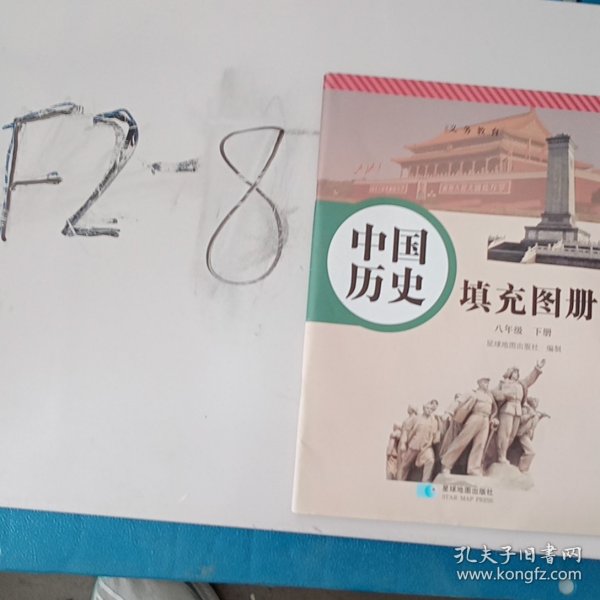 F2-8
义务教育
中国
历史
填充图册
八年级 下册
星球地图出版社 编制
星球地图出版社
STAR MAP PRESS
孔夫子旧书网
www.kongfz.com